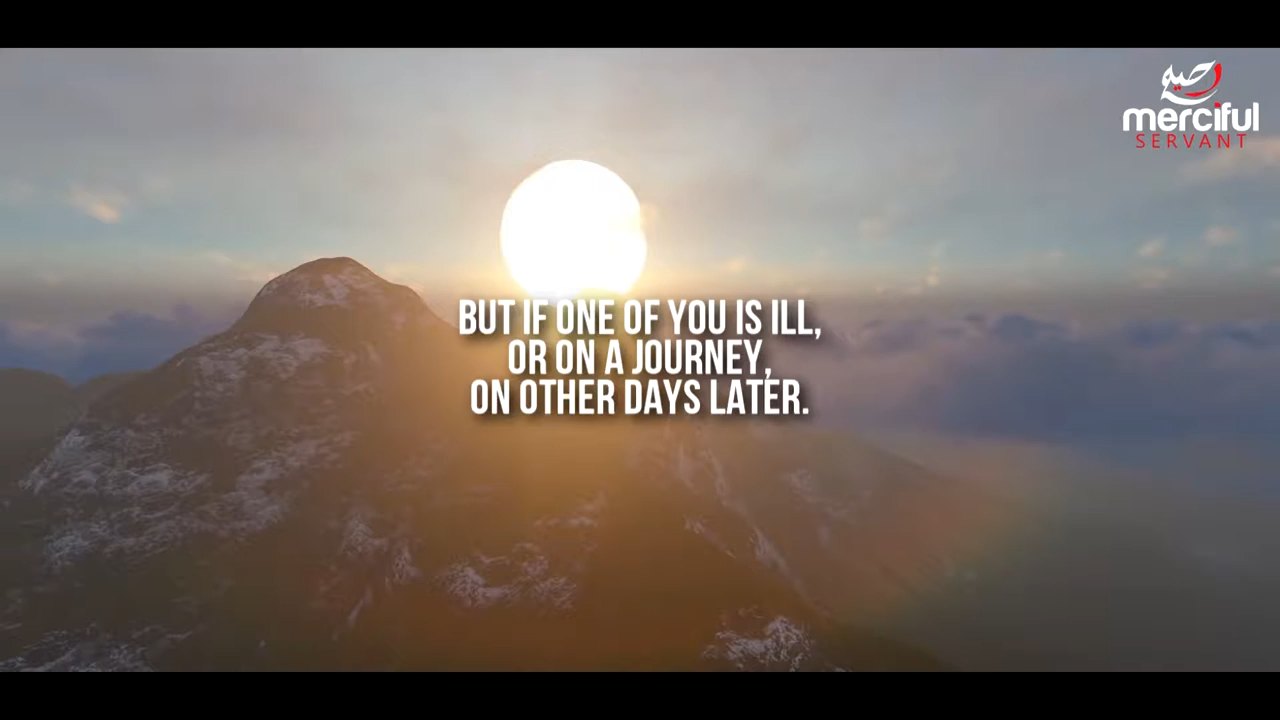 merciful
SERVANT
BUT IF ONE OF YOU IS ILL,
OR ON A JOURNEY,
ON OTHER DAYS LATER.